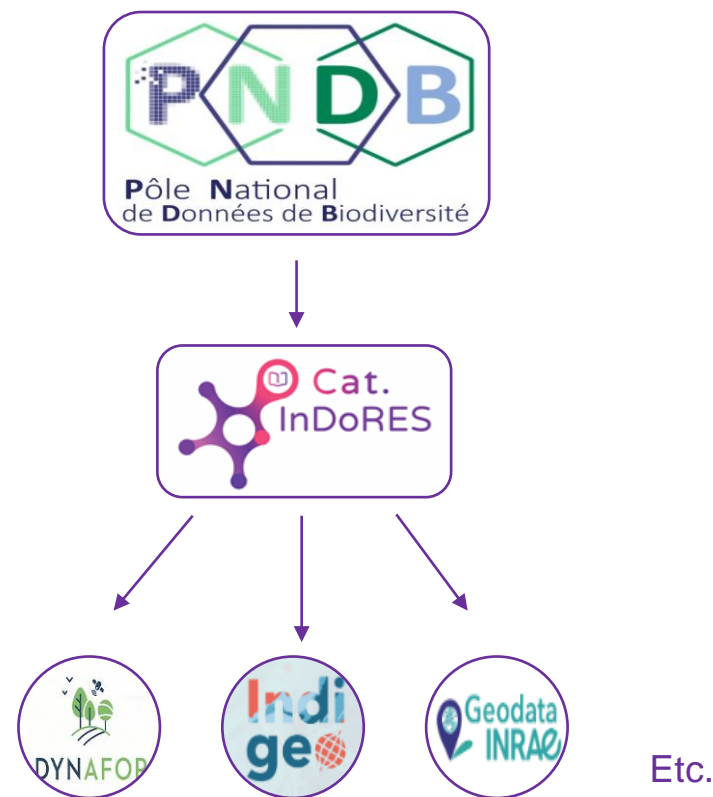 PNDB
Pôle National
de Données de Biodiversité
Cat.
InDoRES
DYNAFOR
Indi
geo
Geodata
INRAE
Etc.